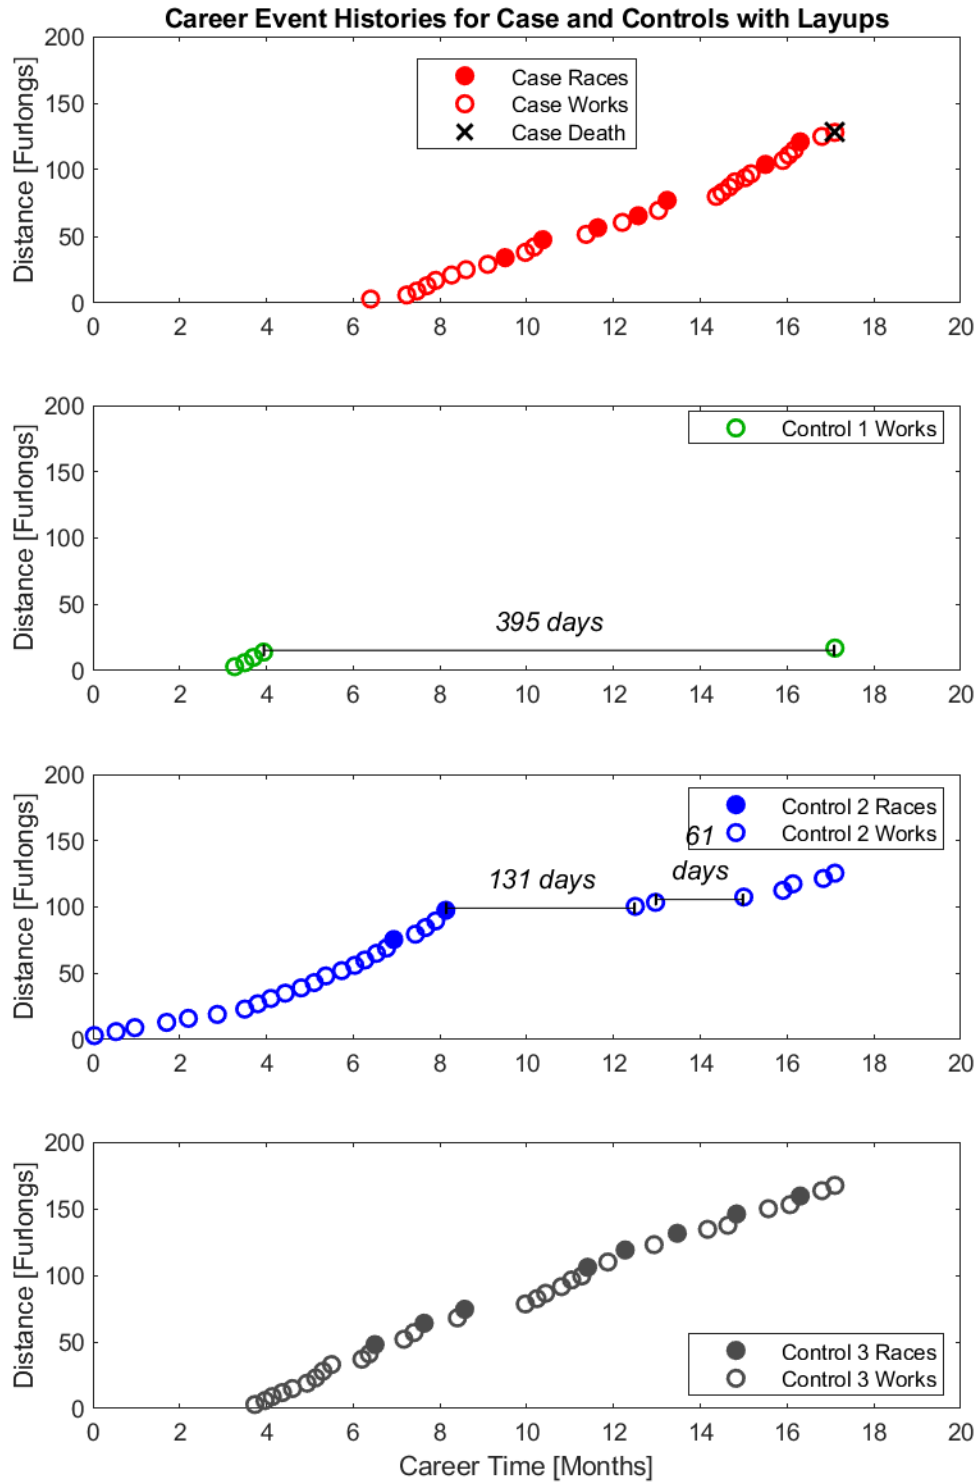 Career Event Histories for Case and Controls with Layups
200
150
100
50
0
Distance [Furlongs]
Case Races
Case Works
Case Death
0 2 4 6 8 10 12 14 16 18 20
200
150
100
50
0
Distance [Furlongs]
Control 1 Works
395 days
0 2 4 6 8 10 12 14 16 18 20
200
150
100
50
0
Distance [Furlongs]
Control 2 Races
Control 2 Works
131 days
61
days
0 2 4 6 8 10 12 14 16 18 20
200
150
100
50
0
Distance [Furlongs]
Control 3 Races
Control 3 Works
0 2 4 6 8 10 12 14 16 18 20
Career Time [Months]